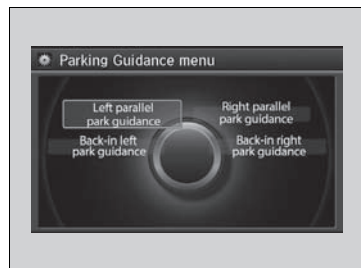 Parking Guidance menu
Left parallel
park guidance
Right parallel
park guidance
Back-in left
park guidance
Back-in right
park guidance